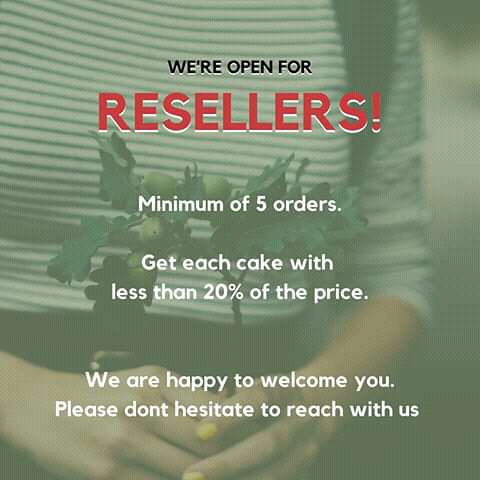 WE'RE OPEN FOR
RESELLERS!
Minimum of 5 orders.
Get each cake with
less than 20% of the price.
We are happy to welcome you.
Please dont hesitate to reach with us